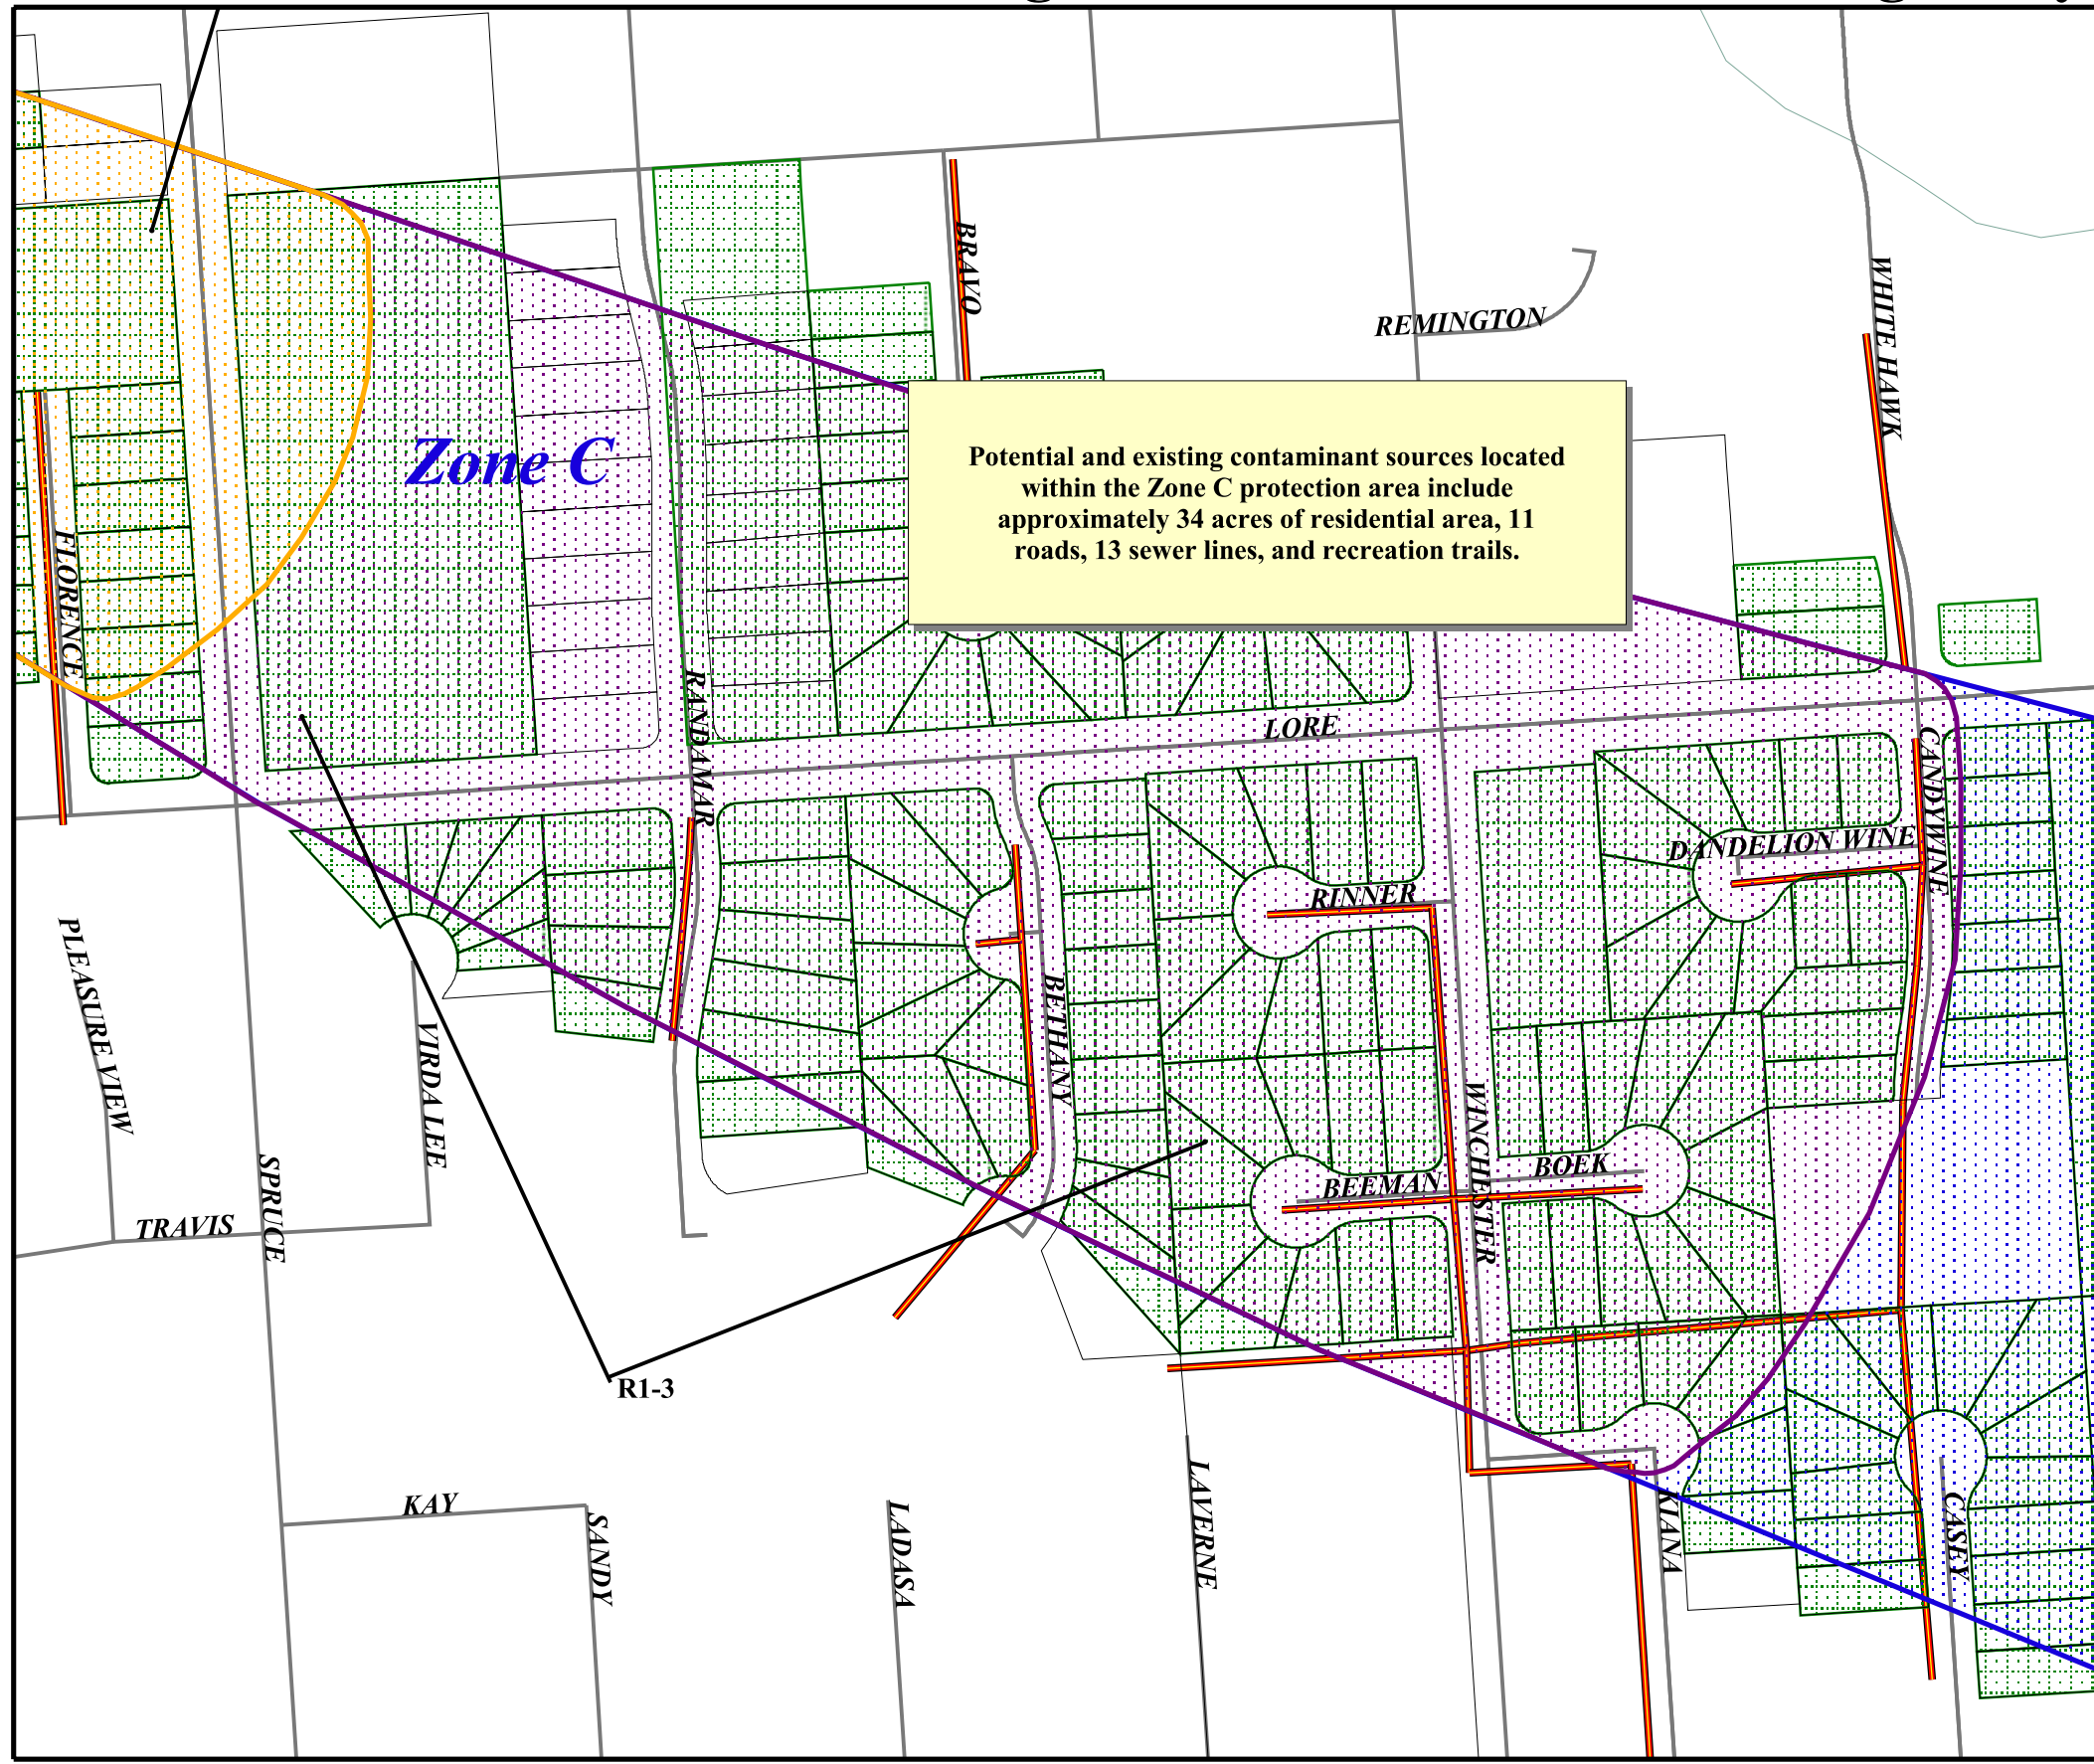 BRAVO
WHITE HAWK
REMINGTON
Zone C
Potential and existing contaminant sources located
within the Zone C protection area include
approximately 34 acres of residential area, 11
roads, 13 sewer lines, and recreation trails.
FLORENCE
RANDAMAR
LORE
CANDYWINE
DANDELION WINE
RINNER
PLEASURE VIEW
VIRDA LEE
BETHANY
WINCHESTER
BOEK
BEEMAN
SPRUCE
TRAVIS
R1-3
KAY
SANDY
LADASA
LAVERNE
KIANA
CASEY